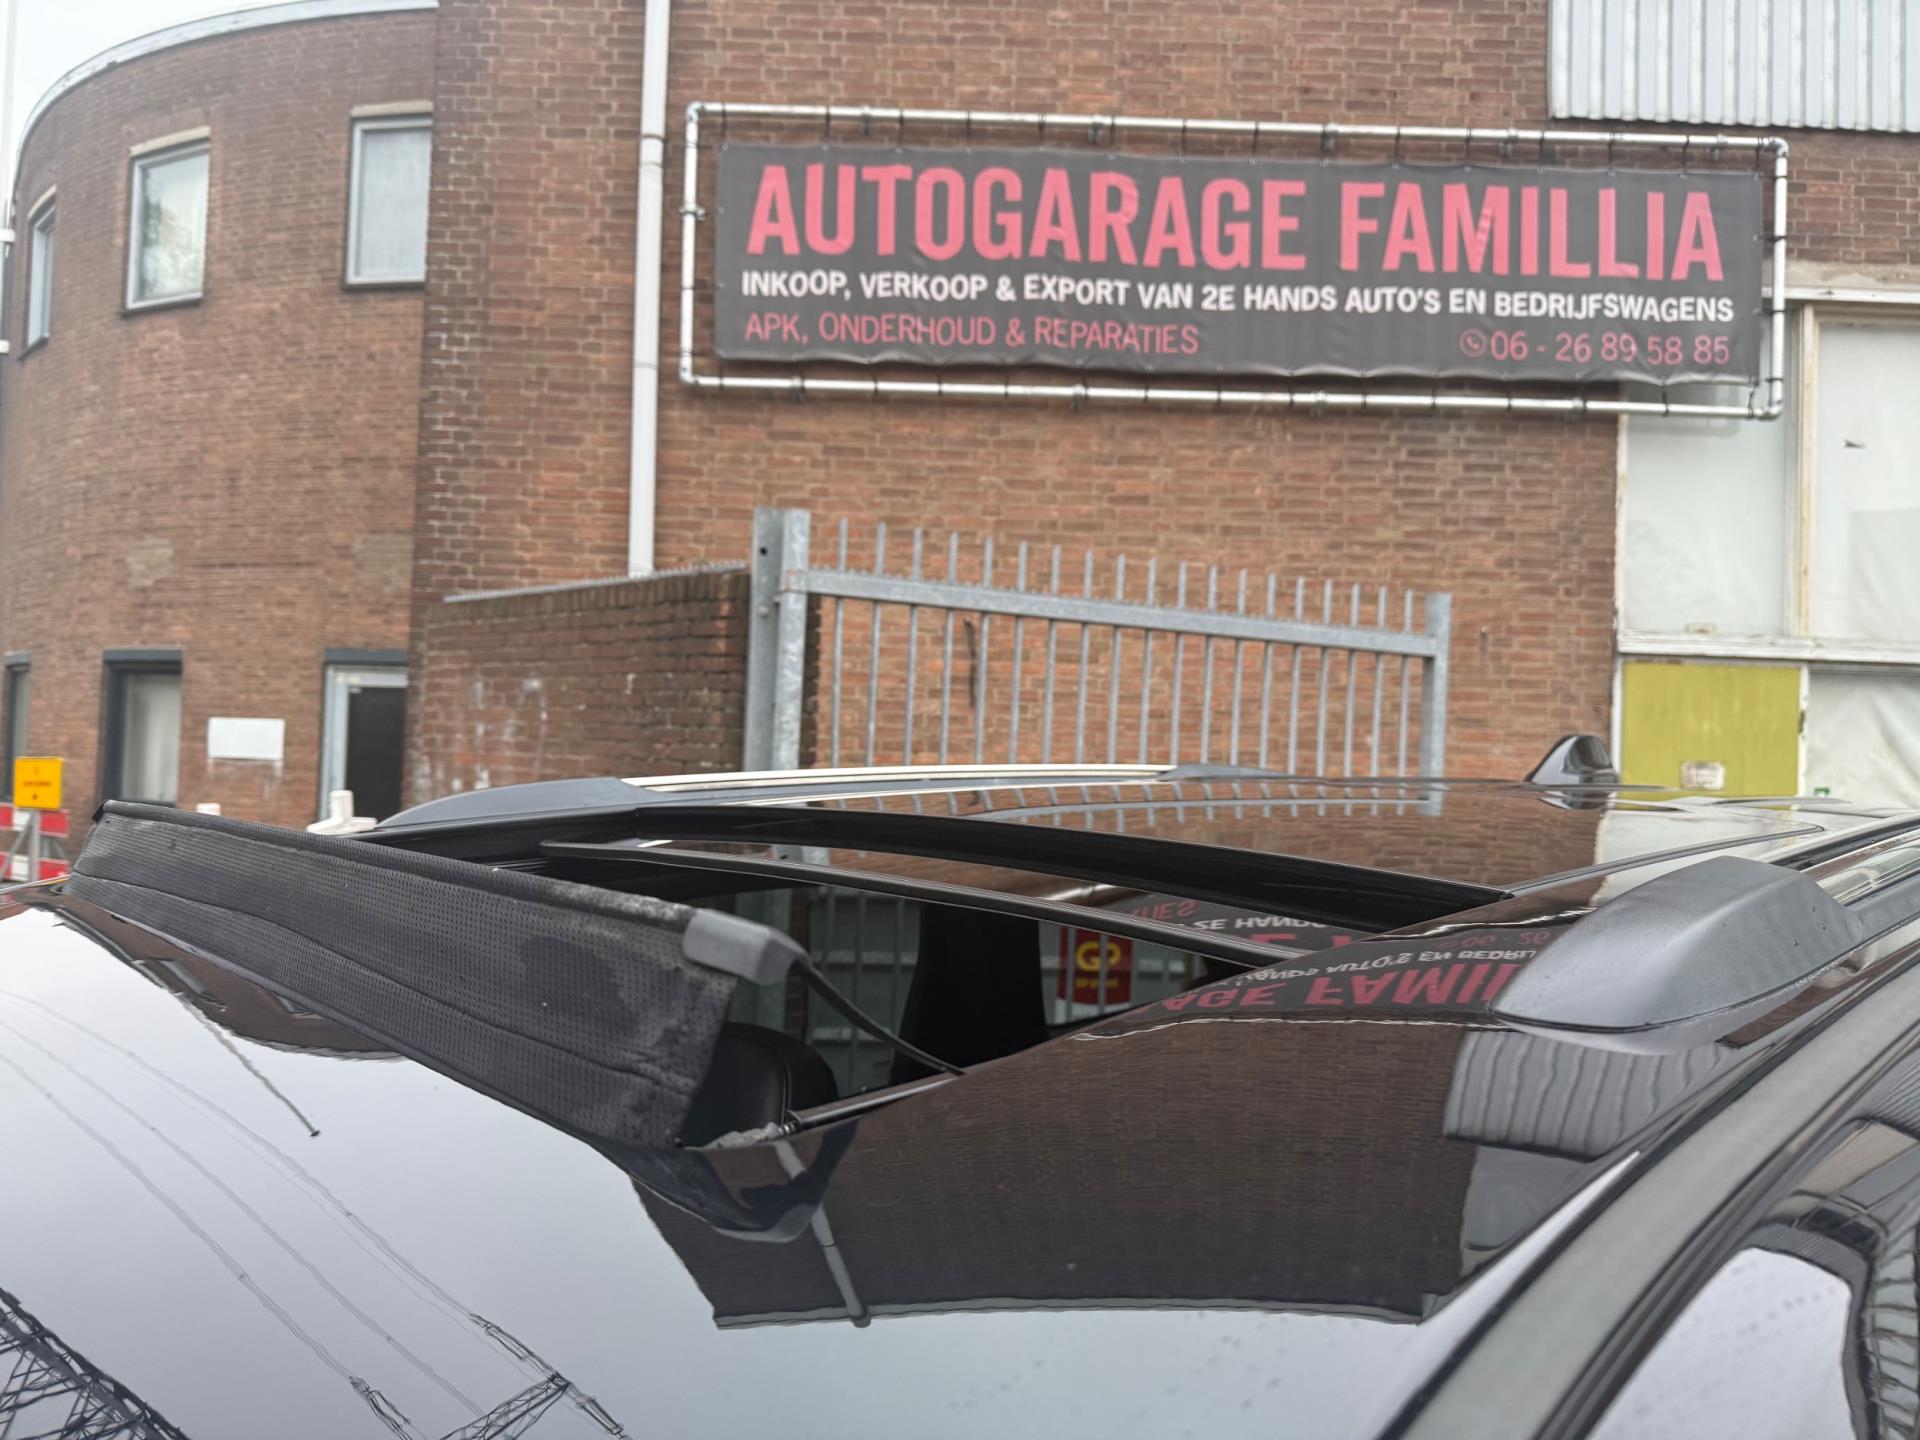 AUTOGARAGE FAMILLIA
INKOOP, VERKOOP & EXPORT VAN 2E HANDS AUTO'S EN BEDRIJFSWAGENS
APK, ONDERHOUD & REPARATIES
06 - 26 89 58 85